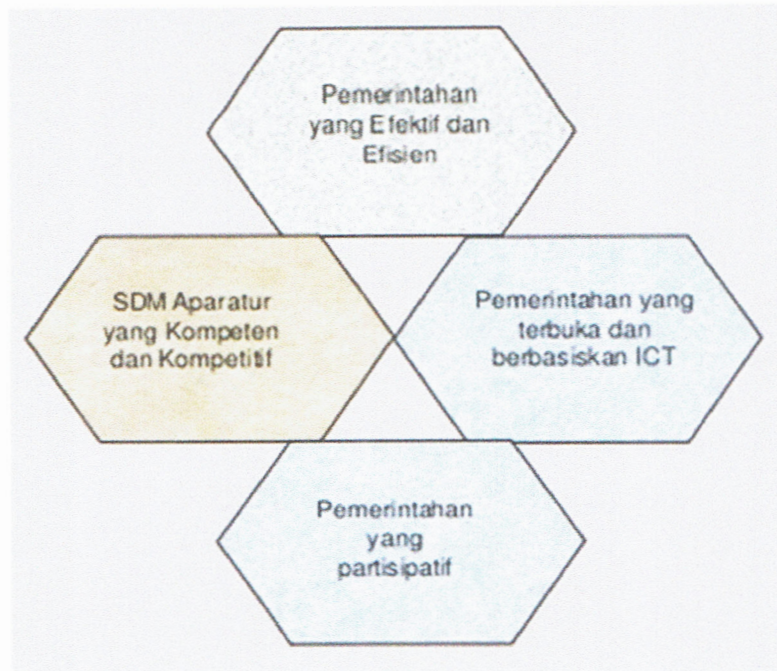 Pemerintahan
yang Efektif dan
Efisien
SDM Aparatur
yang Kompeten
dan Kompetitif
Pemerintahan yang
terbuka dan
berbasiskan ICT
Pemerintahan
yang
partisipatif